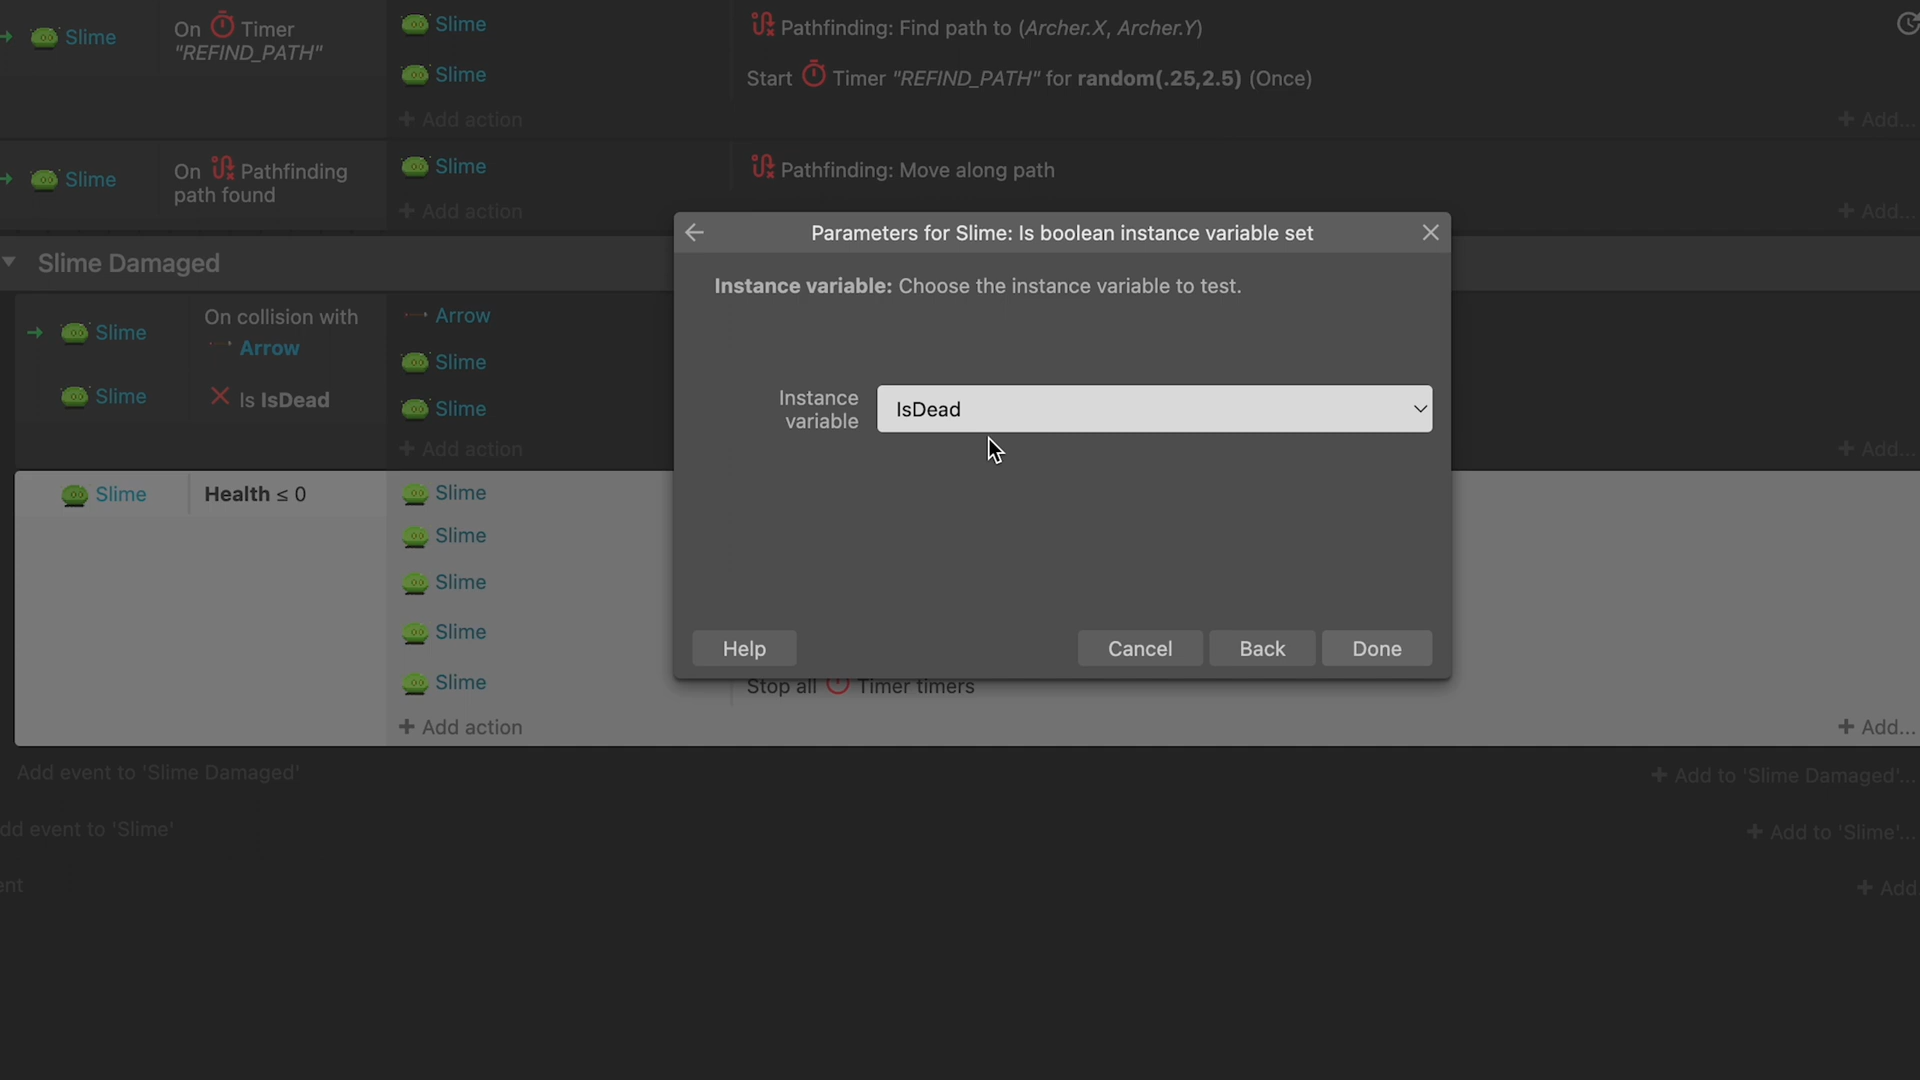 Slime
On Timer
"REFIND_PATH"
Slime
Pathfinding: Find path to (Archer.X, Archer.Y)
Slime
Start Timer "REFIND_PATH" for random(.25,2.5) (Once)
+ Add action
+ Add...
Slime
On Pathfinding
path found
Slime
Pathfinding: Move along path
+ Add action
+ Add...
Slime Damaged
Slime
On collision with
Arrow
Slime
Is IsDead
Arrow
Slime
Slime
+ Add action
+ Add...
Parameters for Slime: Is boolean instance variable set
Instance variable: Choose the instance variable to test.
Instance
variable
IsDead
Help
Cancel
Back
Done
Slime
Health ≤ 0
Slime
Slime
Slime
Slime
Slime
Stop all Timer timers
+ Add action
+ Add...
Add event to 'Slime Damaged'
+ Add to 'Slime Damaged'...
dd event to 'Slime'
+ Add to 'Slime'...
ent
+ Add